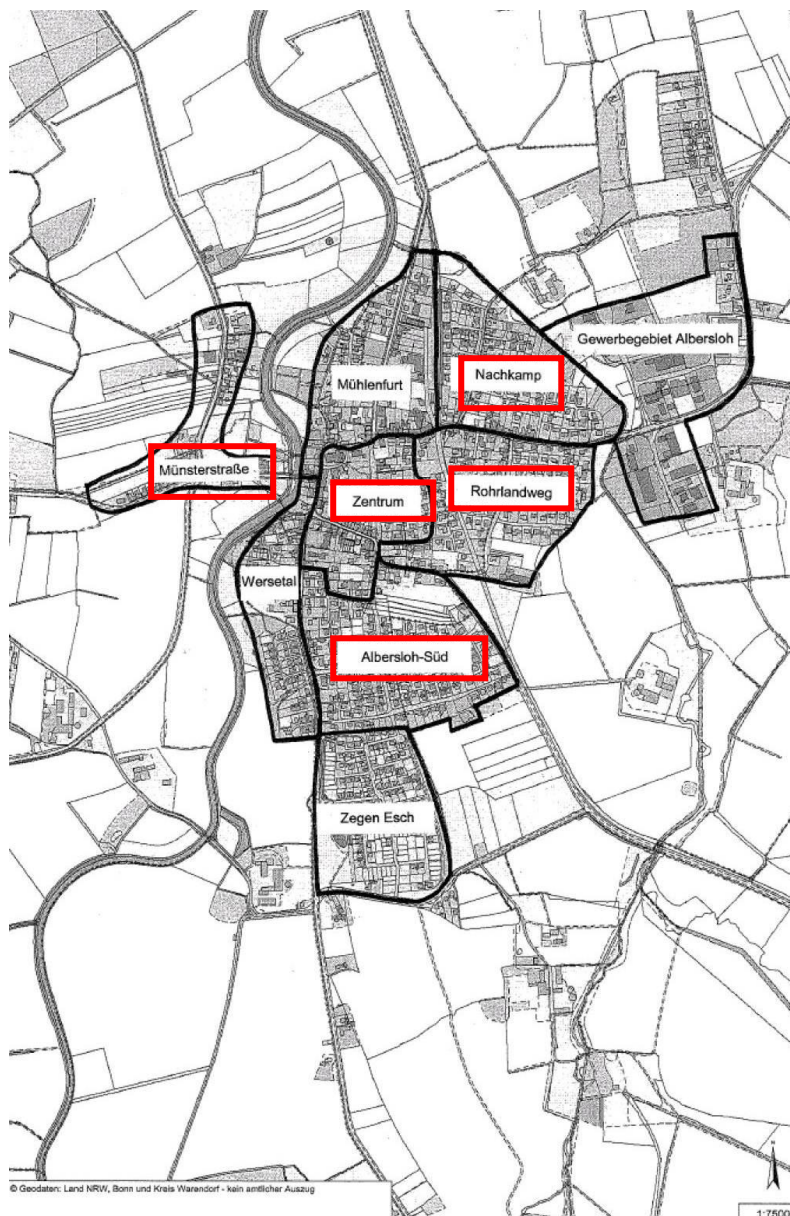 Gewerbegebiet Albersloh
Nachkamp
Mühlenfurt
Münsterstraße
Rohrlandweg
Zentrum
Wersetal
Albersloh-Süd
Zegen Esch
© Geodaten: Land NRW, Bonn und Kreis Warendorf - kein amtlicher Auszug
1:7500